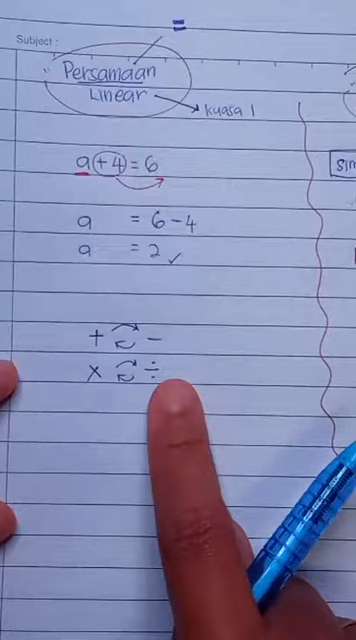 =
Subject :
Persamaan
Linear → kuasa 1
a + 4 = 6
a = 6 - 4
a = 2 ✓
+ ⇄ -
× ⇄ ÷